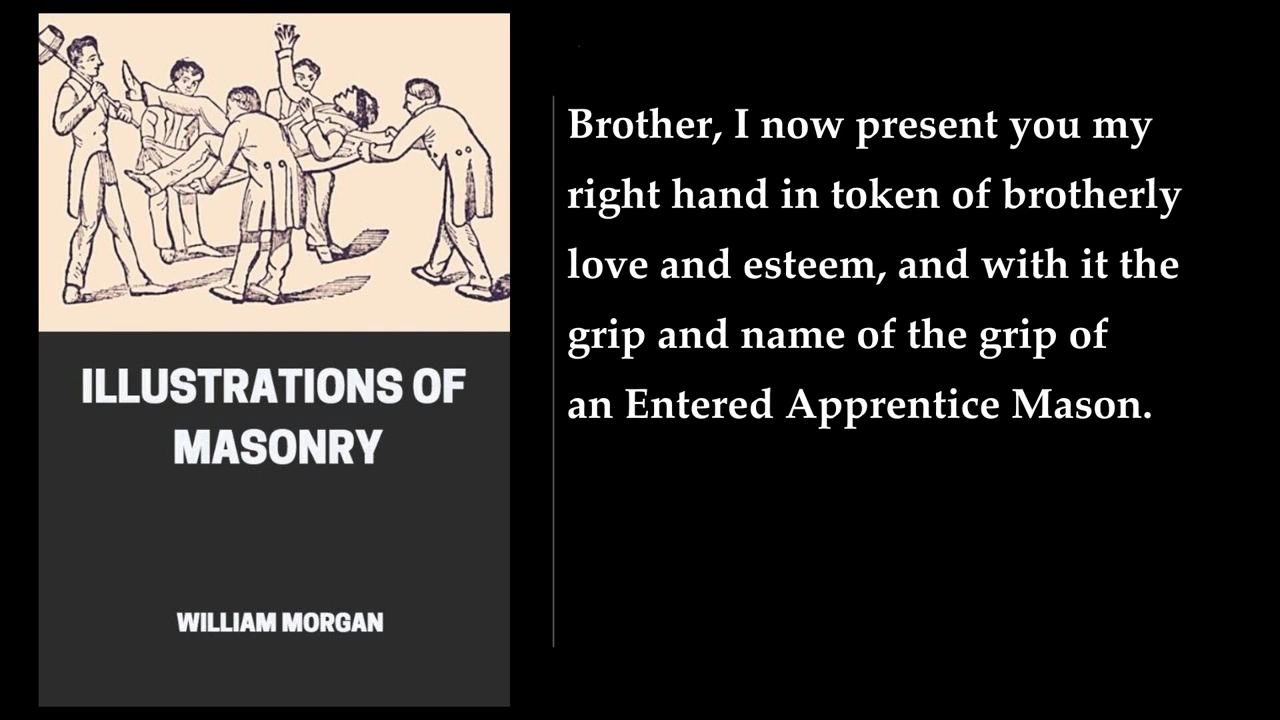 ILLUSTRATIONS OF
MASONRY
WILLIAM MORGAN
Brother, I now present you my
right hand in token of brotherly
love and esteem, and with it the
grip and name of the grip of
an Entered Apprentice Mason.